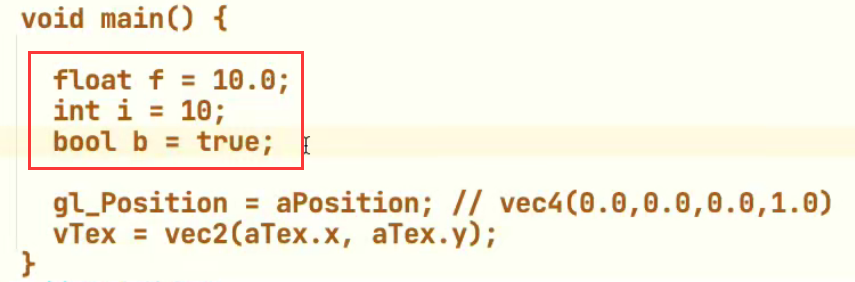 void main() {
float f = 10.0;
int i = 10;
bool b = true;
gl_Position = aPosition; // vec4(0.0,0.0,0.0,1.0)
vTex = vec2(aTex.x, aTex.y);
}